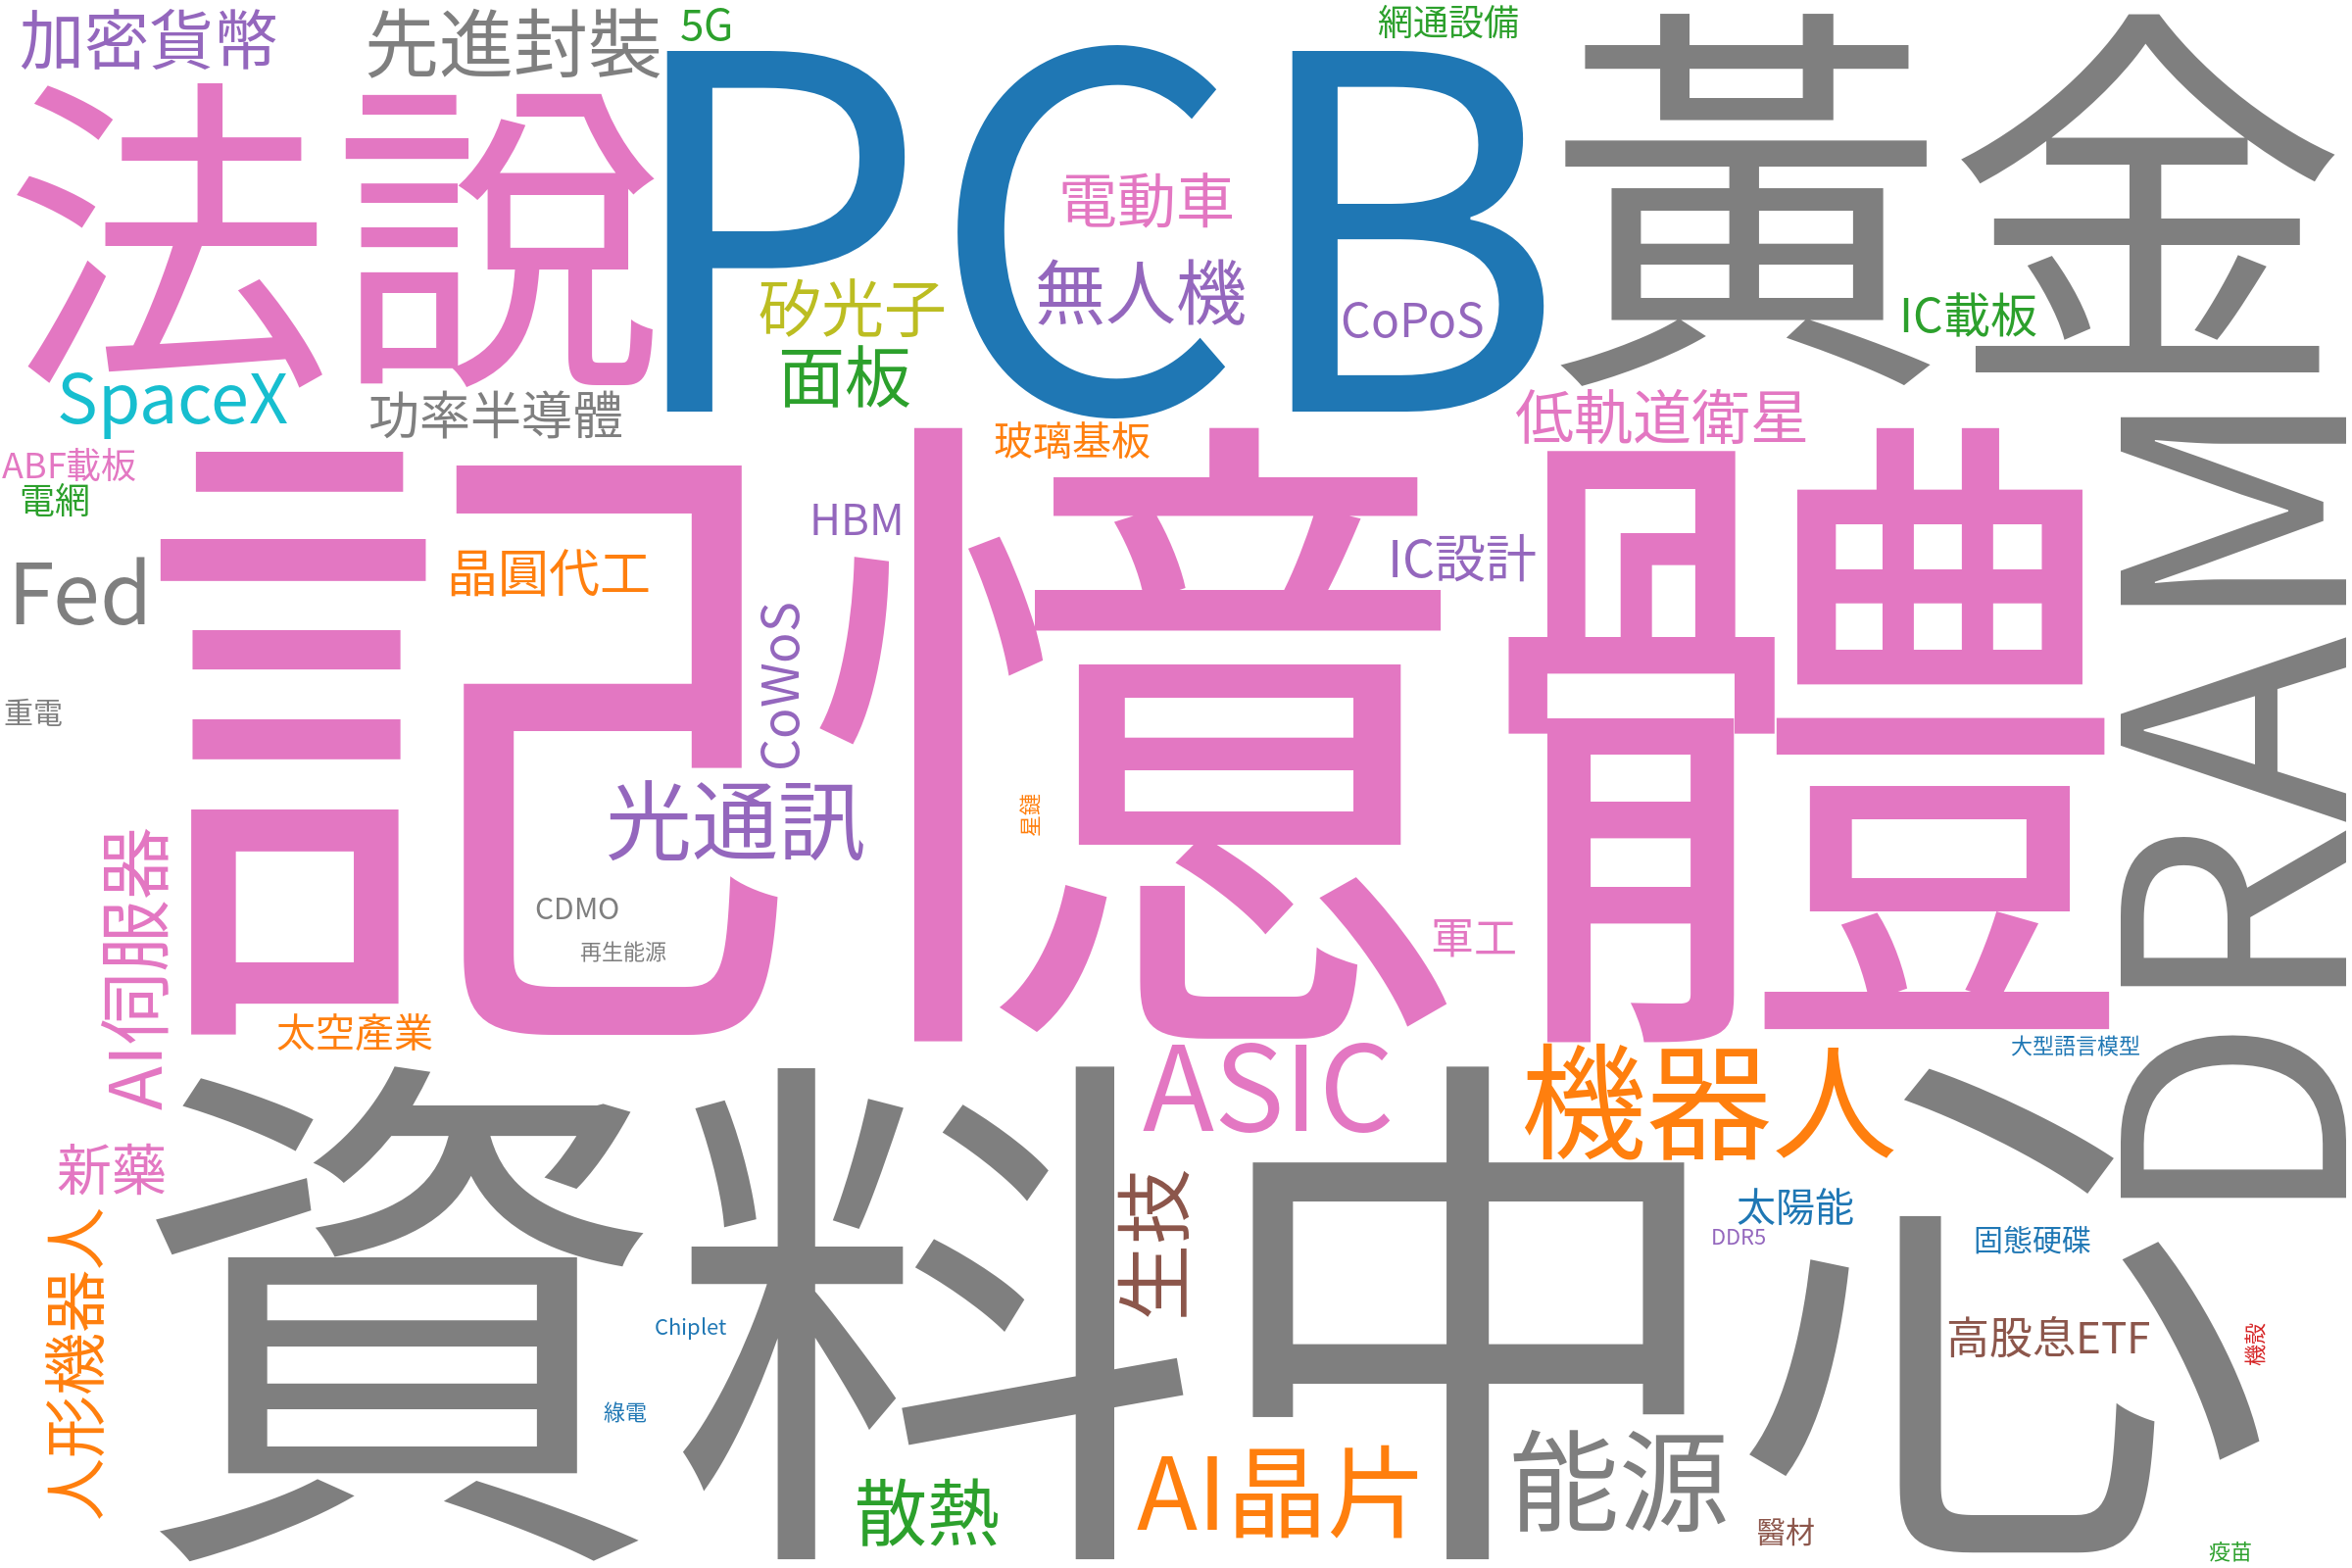 加密貨幣
先進封裝
5G
網通設備
法說
PCB
黃金
電動車
矽光子
無人機
CoPoS
IC載板
面板
SpaceX
功率半導體
低軌道衛星
玻璃基板
ABF載板
電網
記憶體
DRAM
HBM
IC設計
晶圓代工
Fed
CoWoS
重電
光通訊
星鏈
AI伺服器
CDMO
再生能源
軍工
太空產業
ASIC
機器人
大型語言模型
資料中心
新藥
生技
太陽能
DDR5
固態硬碟
人形機器人
Chiplet
高股息ETF
機殼
綠電
散熱
AI晶片
能源
醫材
疫苗